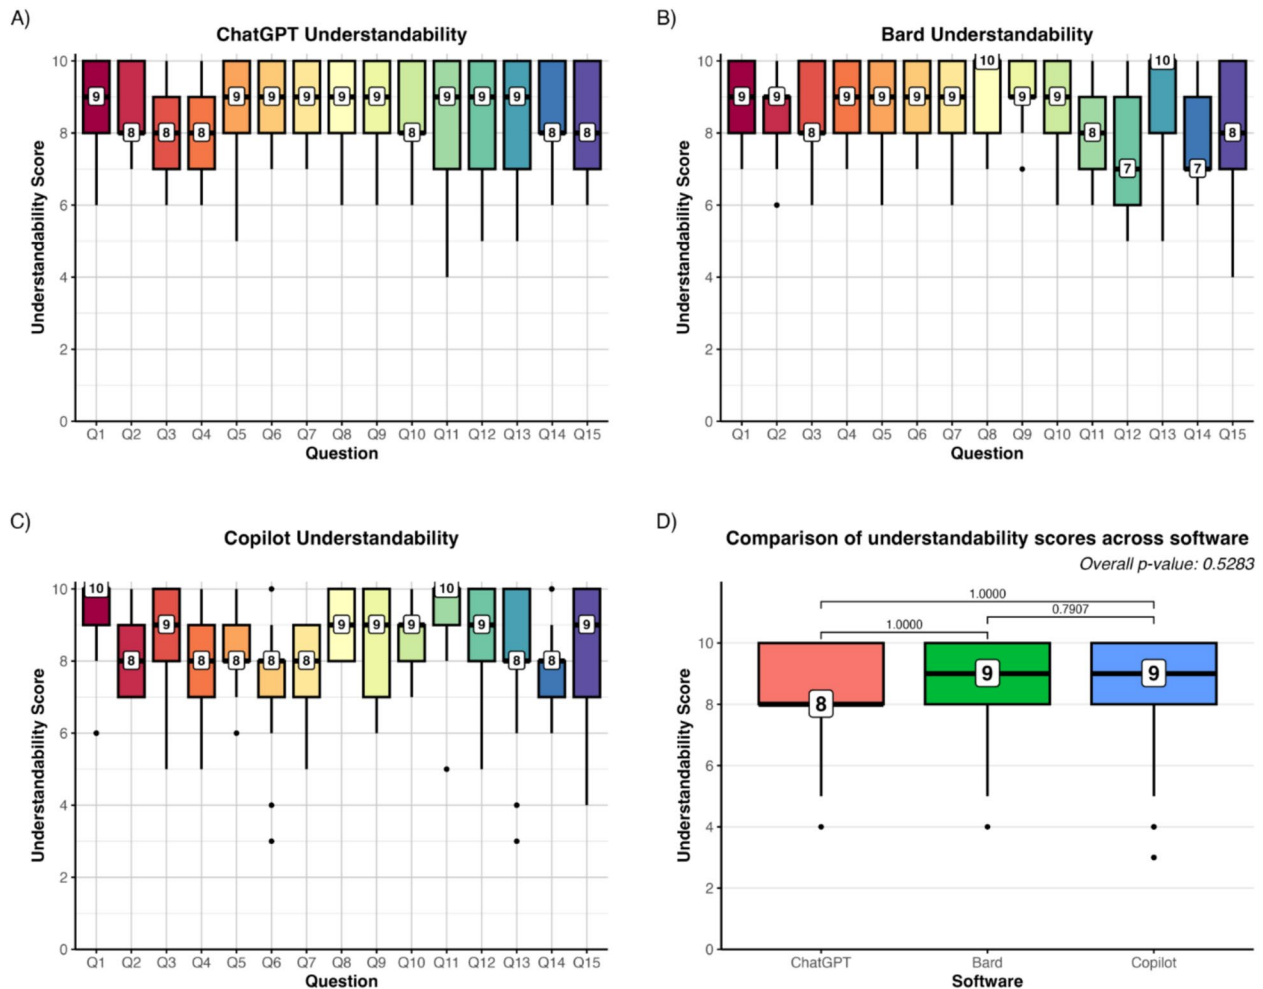 A)
ChatGPT Understandability
Understandability Score
10
8
6
4
2
0
9 8 8 8 9 9 9 9 9 8 9 9 9 8 8
Q1 Q2 Q3 Q4 Q5 Q6 Q7 Q8 Q9 Q10 Q11 Q12 Q13 Q14 Q15
Question
B)
Bard Understandability
Understandability Score
10
8
6
4
2
0
9 9 8 9 9 9 9 10 9 9 8 7 10 7 8
Q1 Q2 Q3 Q4 Q5 Q6 Q7 Q8 Q9 Q10 Q11 Q12 Q13 Q14 Q15
Question
C)
Copilot Understandability
Understandability Score
10
8
6
4
2
0
10 8 9 8 8 8 8 9 9 9 10 9 8 8 9
Q1 Q2 Q3 Q4 Q5 Q6 Q7 Q8 Q9 Q10 Q11 Q12 Q13 Q14 Q15
Question
D)
Comparison of understandability scores across software
Overall p-value: 0.5283
1.0000
0.7907
1.0000
Understandability Score
10
8
6
4
2
0
8 9 9
ChatGPT Bard Copilot
Software